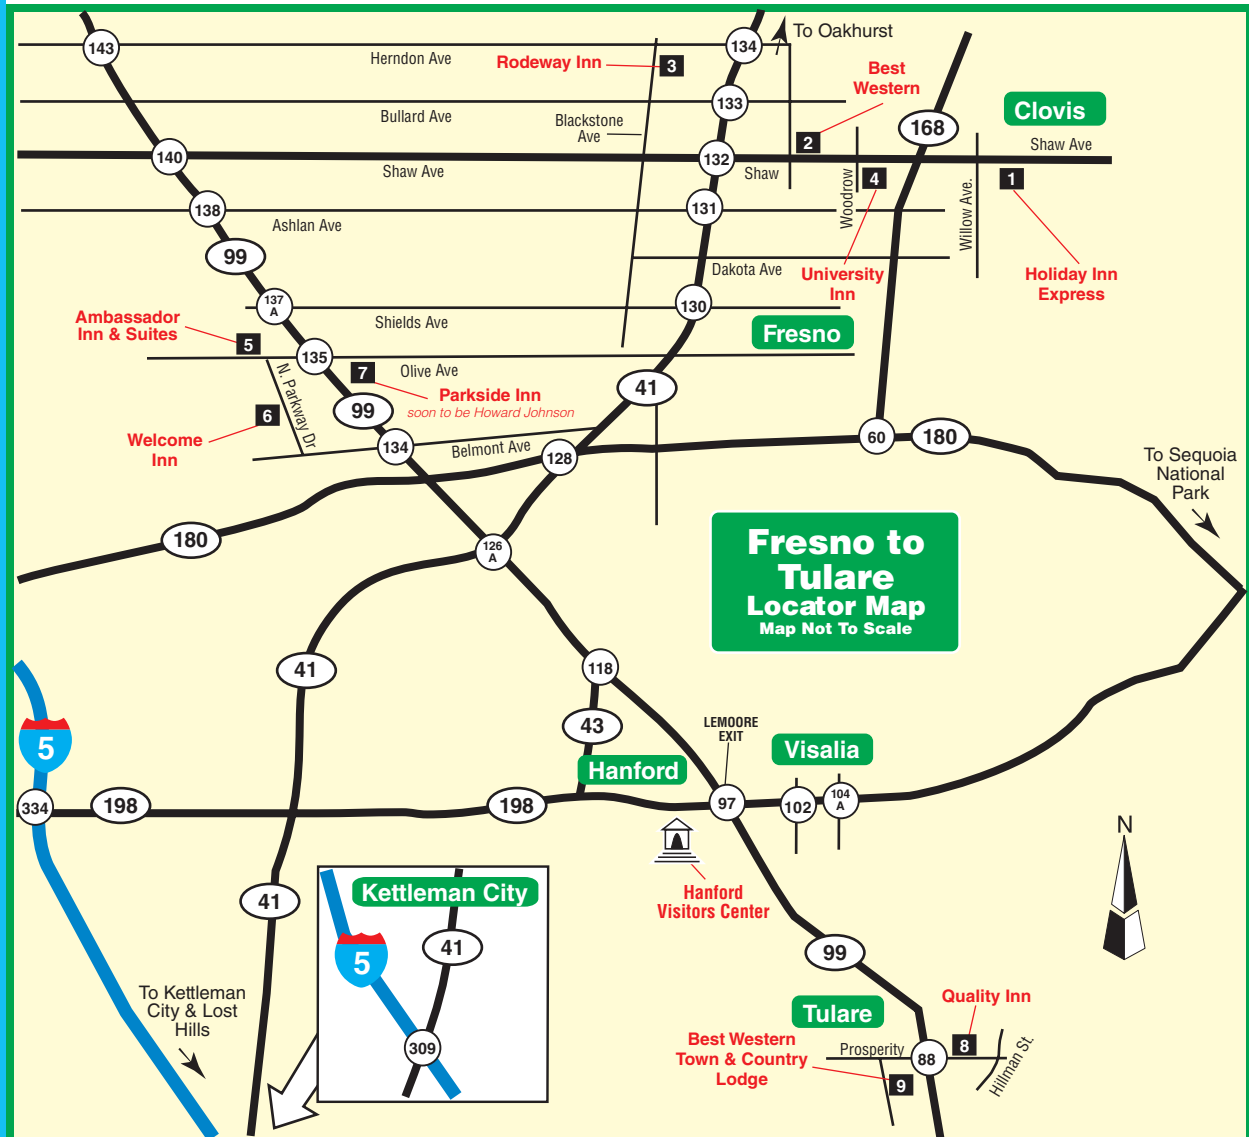 143
134
To Oakhurst
Herndon Ave
Rodeway Inn
3
Best
Western
133
Bullard Ave
Blackstone
Ave
168
Clovis
2
140
Shaw Ave
132
Shaw
Shaw Ave
Woodrow
4
Willow Ave.
1
138
Ashlan Ave
131
99
Dakota Ave
University
Inn
Holiday Inn
Express
137
A
Shields Ave
130
Fresno
Ambassador
Inn & Suites
5
135
Olive Ave
7
N. Parkway Dr
Parkside Inn
soon to be Howard Johnson
41
6
99
Welcome
Inn
134
Belmont Ave
128
60
180
To Sequoia
National
Park
180
126
A
Fresno to
Tulare
Locator Map
Map Not To Scale
41
118
43
LEMOORE
EXIT
5
Visalia
Hanford
334
198
198
97
102
104
A
N
Hanford
Visitors Center
41
Kettleman City
41
5
309
99
To Kettleman
City & Lost
Hills
Tulare
Quality Inn
Best Western
Town & Country
Lodge
Prosperity
88
8
Hillman St.
9